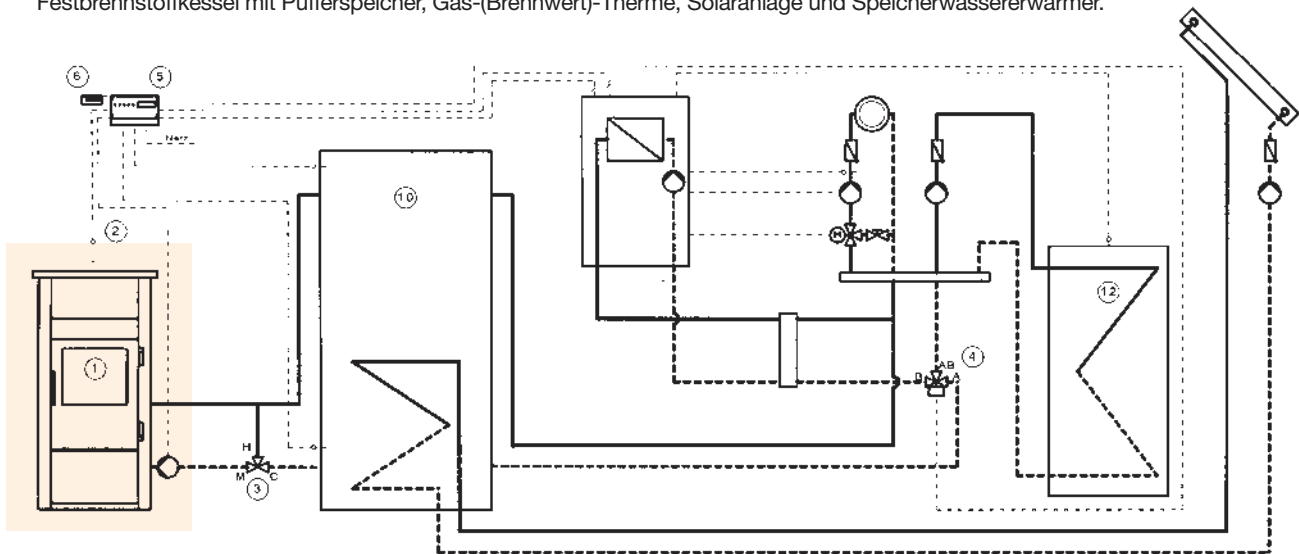 Festbrennstoffkessel mit Pufferspeicher, Gas-(Brennwert)-Therme, Solaranlage und Speicherwassererwärmer.
6
5
Netz
10
2
M
12
1
4
AB
B
A
H
M
C
3